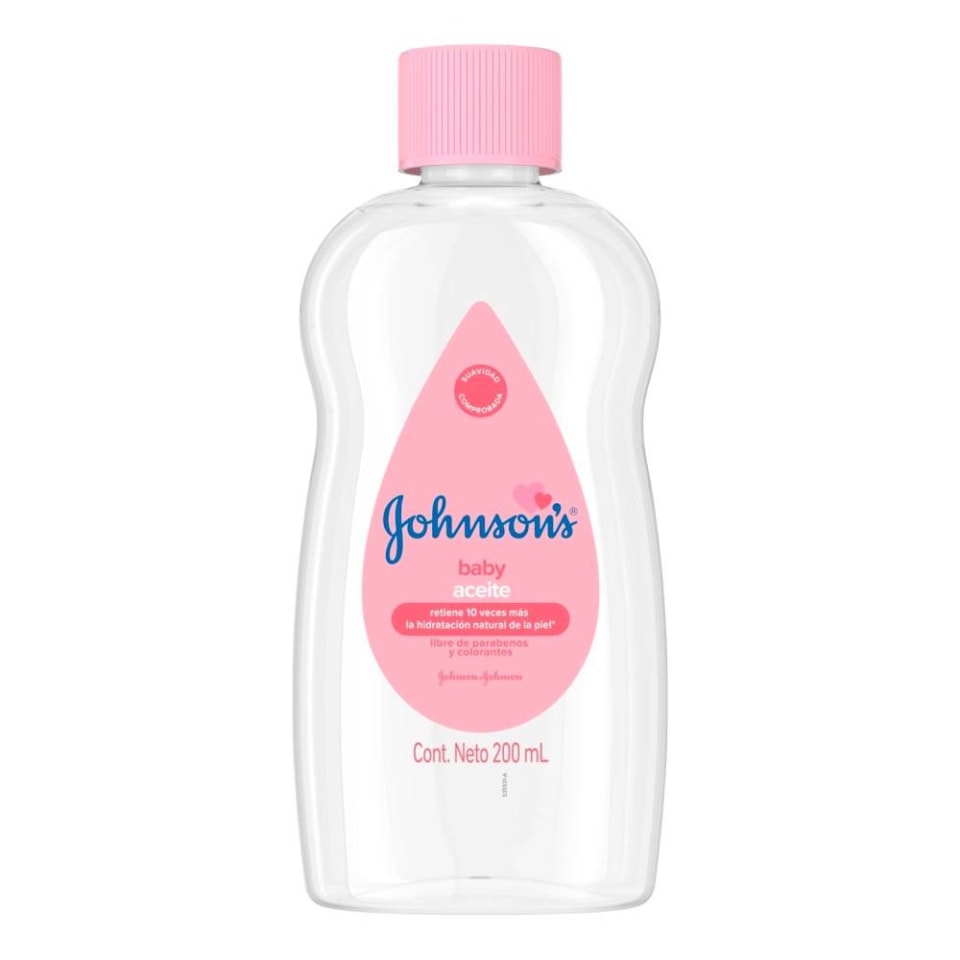 SUAVIDAD
COMPROBADA
Johnson's®
baby
aceite
retiene 10 veces más
la hidratación natural de la piel*
libre de parabenos
y colorantes
Johnson & Johnson
Cont. Neto 200 mL